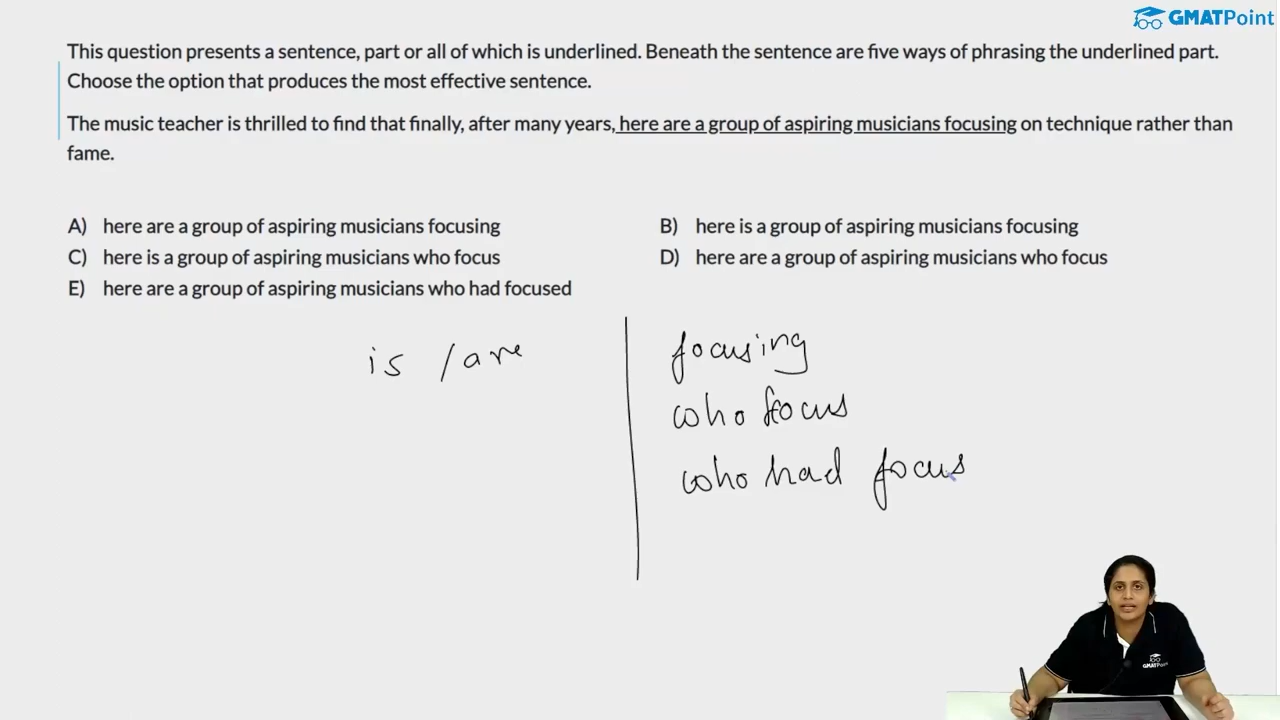 GMATPoint
This question presents a sentence, part or all of which is underlined. Beneath the sentence are five ways of phrasing the underlined part.
Choose the option that produces the most effective sentence.
The music teacher is thrilled to find that finally, after many years, here are a group of aspiring musicians focusing on technique rather than
fame.
A) here are a group of aspiring musicians focusing
B) here is a group of aspiring musicians focusing
C) here is a group of aspiring musicians who focus
D) here are a group of aspiring musicians who focus
E) here are a group of aspiring musicians who had focused
is / are
focusing
who focus
who had focus
GMATPoint